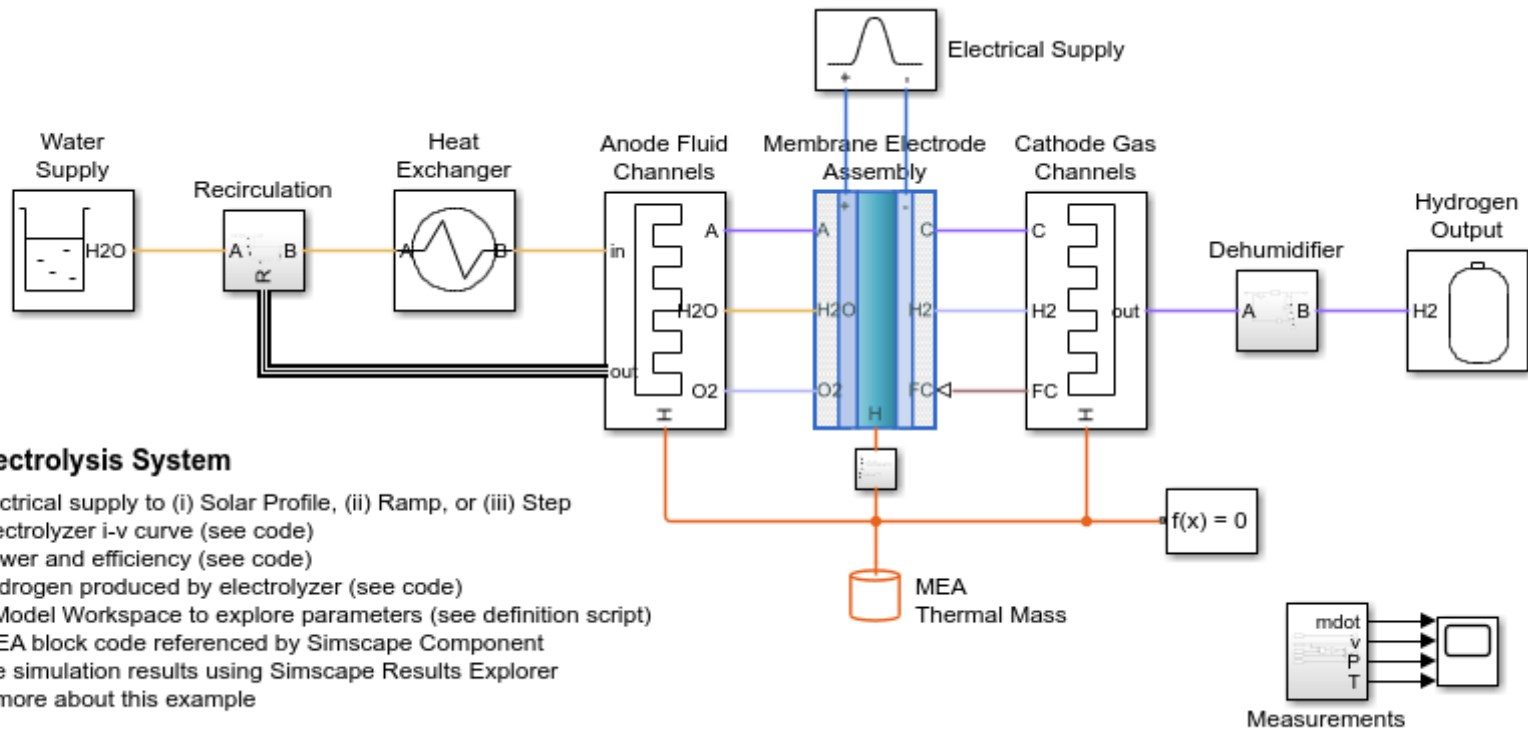 Electrical Supply
Water
Supply
Recirculation
Heat
Exchanger
Anode Fluid
Channels
Membrane Electrode
Assembly
Cathode Gas
Channels
Dehumidifier
Hydrogen
Output
+ -
H2O
A B
R
A B
in
out
A
H2O
O2
H
+ -
A
H2O
O2
C
H2
FC
H
C
H2
FC
out
H
A B
H2
f(x) = 0
MEA
Thermal Mass
ectrolysis System
ctrical supply to (i) Solar Profile, (ii) Ramp, or (iii) Step
ectrolyzer i-v curve (see code)
wer and efficiency (see code)
drogen produced by electrolyzer (see code)
Model Workspace to explore parameters (see definition script)
EA block code referenced by Simscape Component
e simulation results using Simscape Results Explorer
more about this example
mdot
v
P
T
Measurements